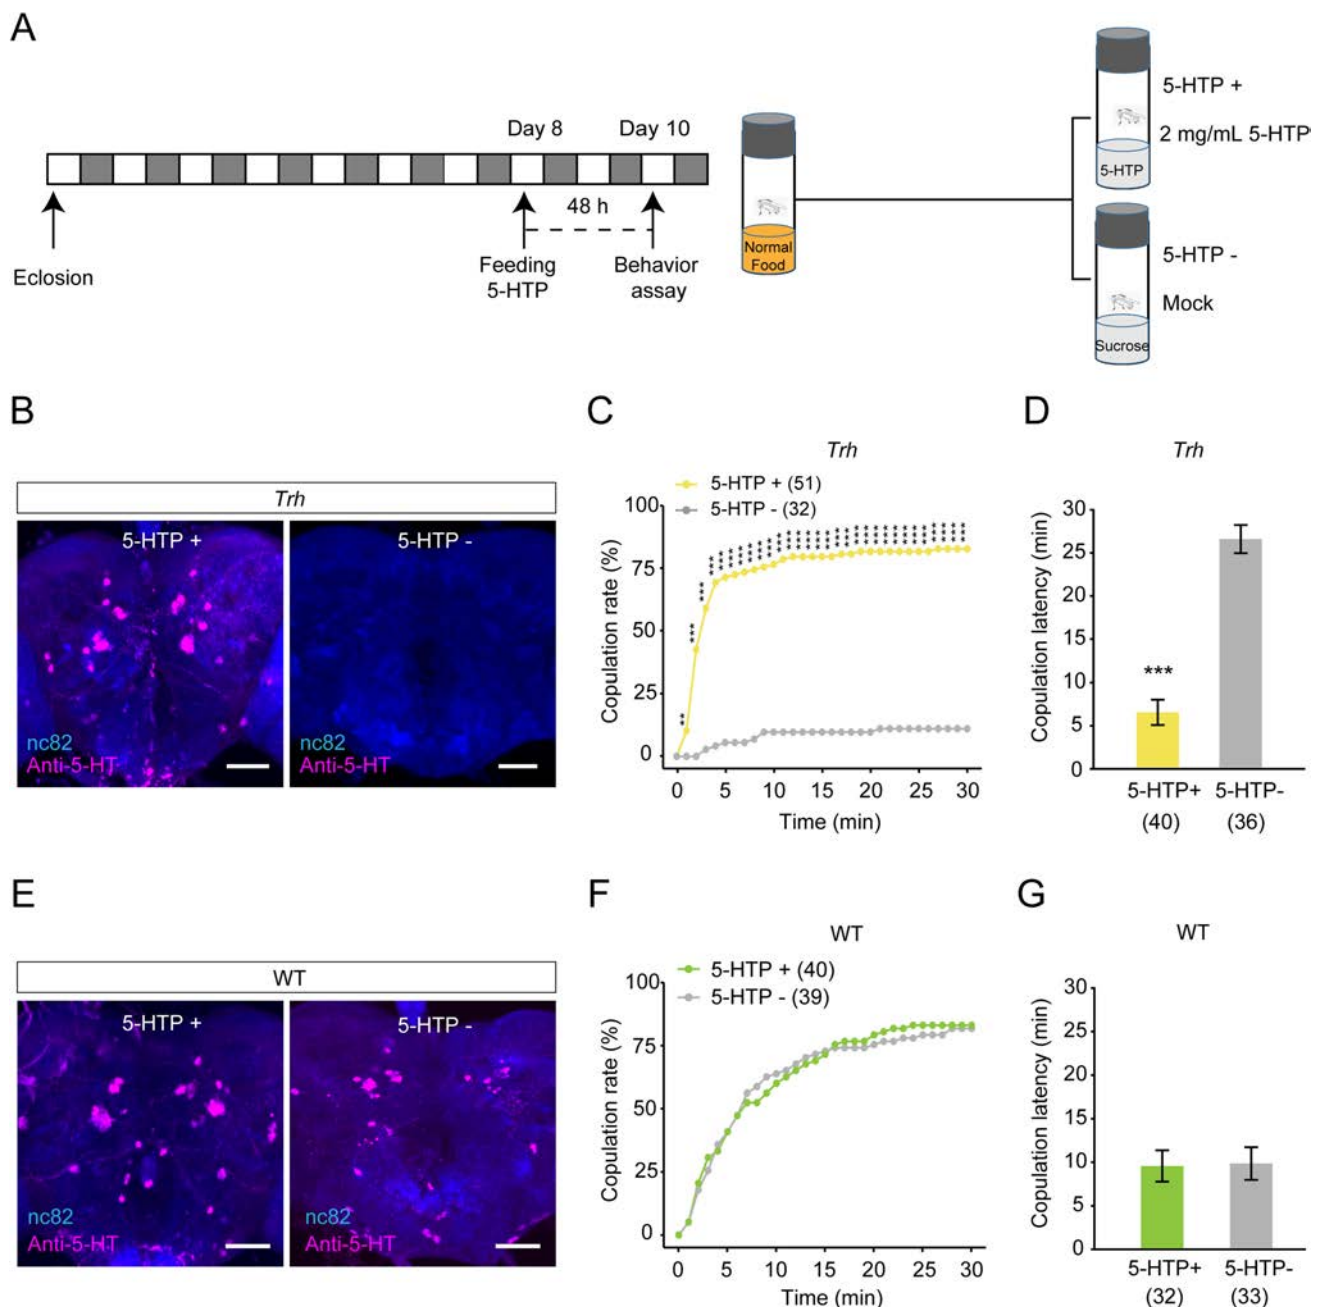 A
Day 8
Day 10
48 h
Eclosion
Feeding
5-HTP
Behavior
assay
Normal
Food
5-HTP +
2 mg/mL 5-HTP
5-HTP
5-HTP -
Mock
Sucrose
B
Trh
5-HTP +
nc82
Anti-5-HT
5-HTP -
C
Trh
5-HTP + (51)
5-HTP - (32)
Copulation rate (%)
100
75
50
25
0
**
***
***
0 5 10 15 20 25 30
Time (min)
D
Trh
Copulation latency (min)
30
25
20
15
10
5
0
***
5-HTP+ 5-HTP-
(40) (36)
E
WT
5-HTP +
nc82
Anti-5-HT
5-HTP -
nc82
Anti-5-HT
F
WT
5-HTP + (40)
5-HTP - (39)
Copulation rate (%)
100
75
50
25
0
0 5 10 15 20 25 30
Time (min)
G
WT
Copulation latency (min)
30
25
20
15
10
5
0
5-HTP+ 5-HTP-
(32) (33)